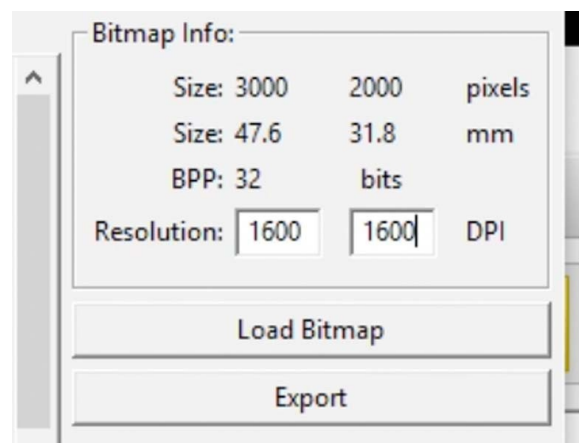 Bitmap Info:
Size: 3000 2000 pixels
Size: 47.6 31.8 mm
BPP: 32 bits
Resolution: 1600 1600 DPI
Load Bitmap
Export